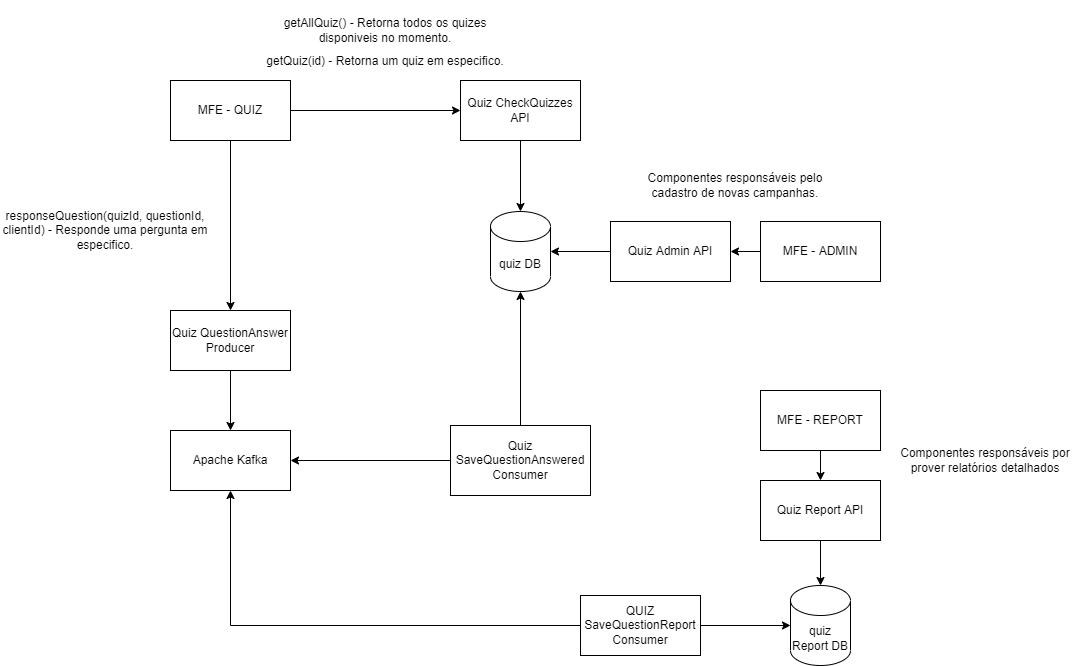 getAllQuiz() - Retorna todos os quizes
disponiveis no momento.
getQuiz(id) - Retorna um quiz em especifico.
MFE - QUIZ
Quiz CheckQuizzes
API
Componentes responsáveis pelo
cadastro de novas campanhas.
responseQuestion(quizId, questionId,
clientId) - Responde uma pergunta em
especifico.
quiz DB
Quiz Admin API
MFE - ADMIN
Quiz QuestionAnswer
Producer
Apache Kafka
Quiz
SaveQuestionAnswered
Consumer
MFE - REPORT
Componentes responsáveis por
prover relatórios detalhados
Quiz Report API
QUIZ
SaveQuestionReport
Consumer
quiz
Report DB